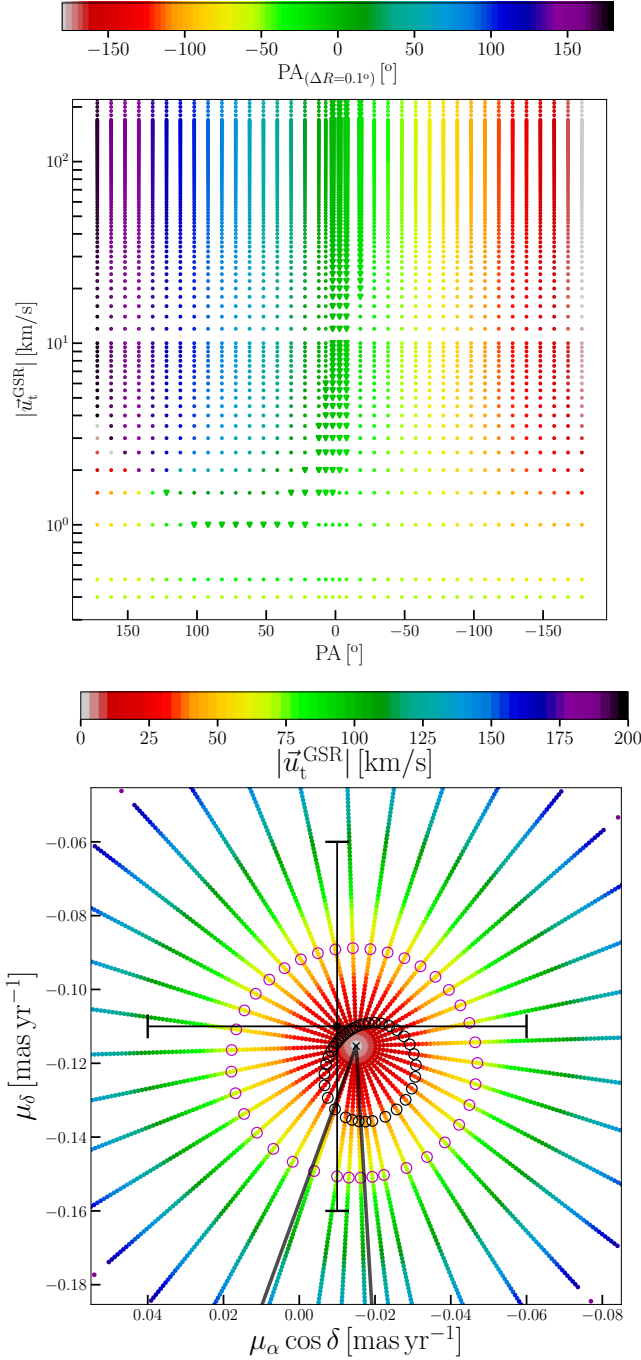 −150 −100 −50 0 50 100 150
PA(ΔR=0.1°) [°]
10²
10¹
10⁰
|u⃗ₜᴳˢᴿ| [km/s]
150 100 50 0 −50 −100 −150
PA [°]
0 25 50 75 100 125 150 175 200
|u⃗ₜᴳˢᴿ| [km/s]
−0.06
−0.08
−0.10
−0.12
−0.14
−0.16
−0.18
μδ [mas yr⁻¹]
0.04 0.02 0.00 −0.02 −0.04 −0.06 −0.08
μα cos δ [mas yr⁻¹]